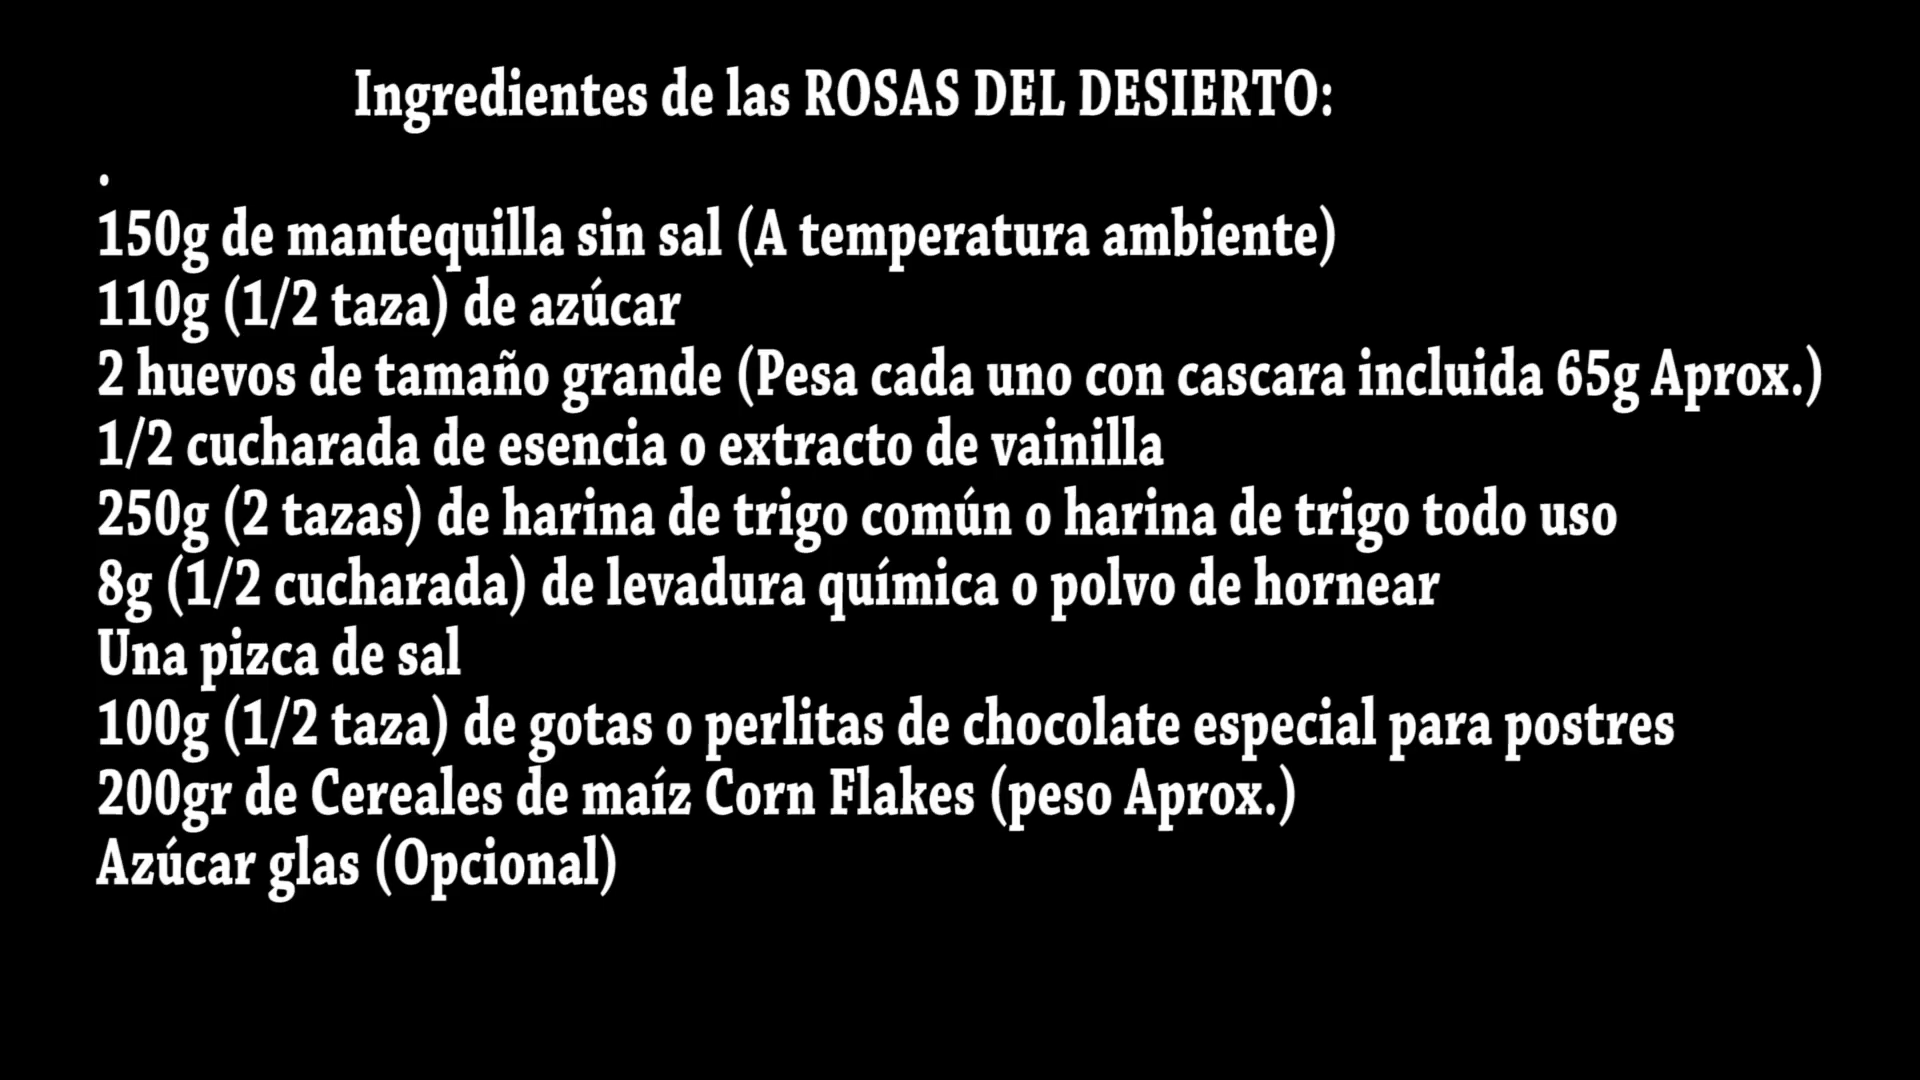 Ingredientes de las ROSAS DEL DESIERTO:
.
150g de mantequilla sin sal (A temperatura ambiente)
110g (1/2 taza) de azúcar
2 huevos de tamaño grande (Pesa cada uno con cascara incluida 65g Aprox.)
1/2 cucharada de esencia o extracto de vainilla
250g (2 tazas) de harina de trigo común o harina de trigo todo uso
8g (1/2 cucharada) de levadura química o polvo de hornear
Una pizca de sal
100g (1/2 taza) de gotas o perlitas de chocolate especial para postres
200gr de Cereales de maíz Corn Flakes (peso Aprox.)
Azúcar glas (Opcional)